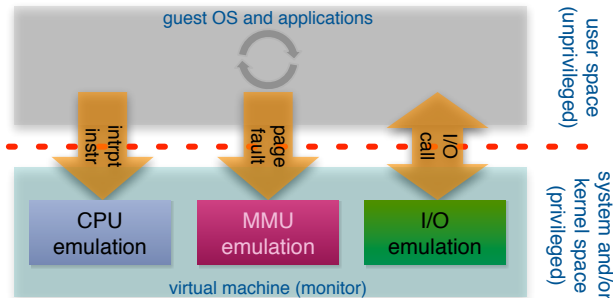 guest OS and applications
user space
(unprivileged)
intrpt
instr
page
fault
I/O
call
CPU
emulation
MMU
emulation
I/O
emulation
system and/or
kernel space
(privileged)
virtual machine (monitor)